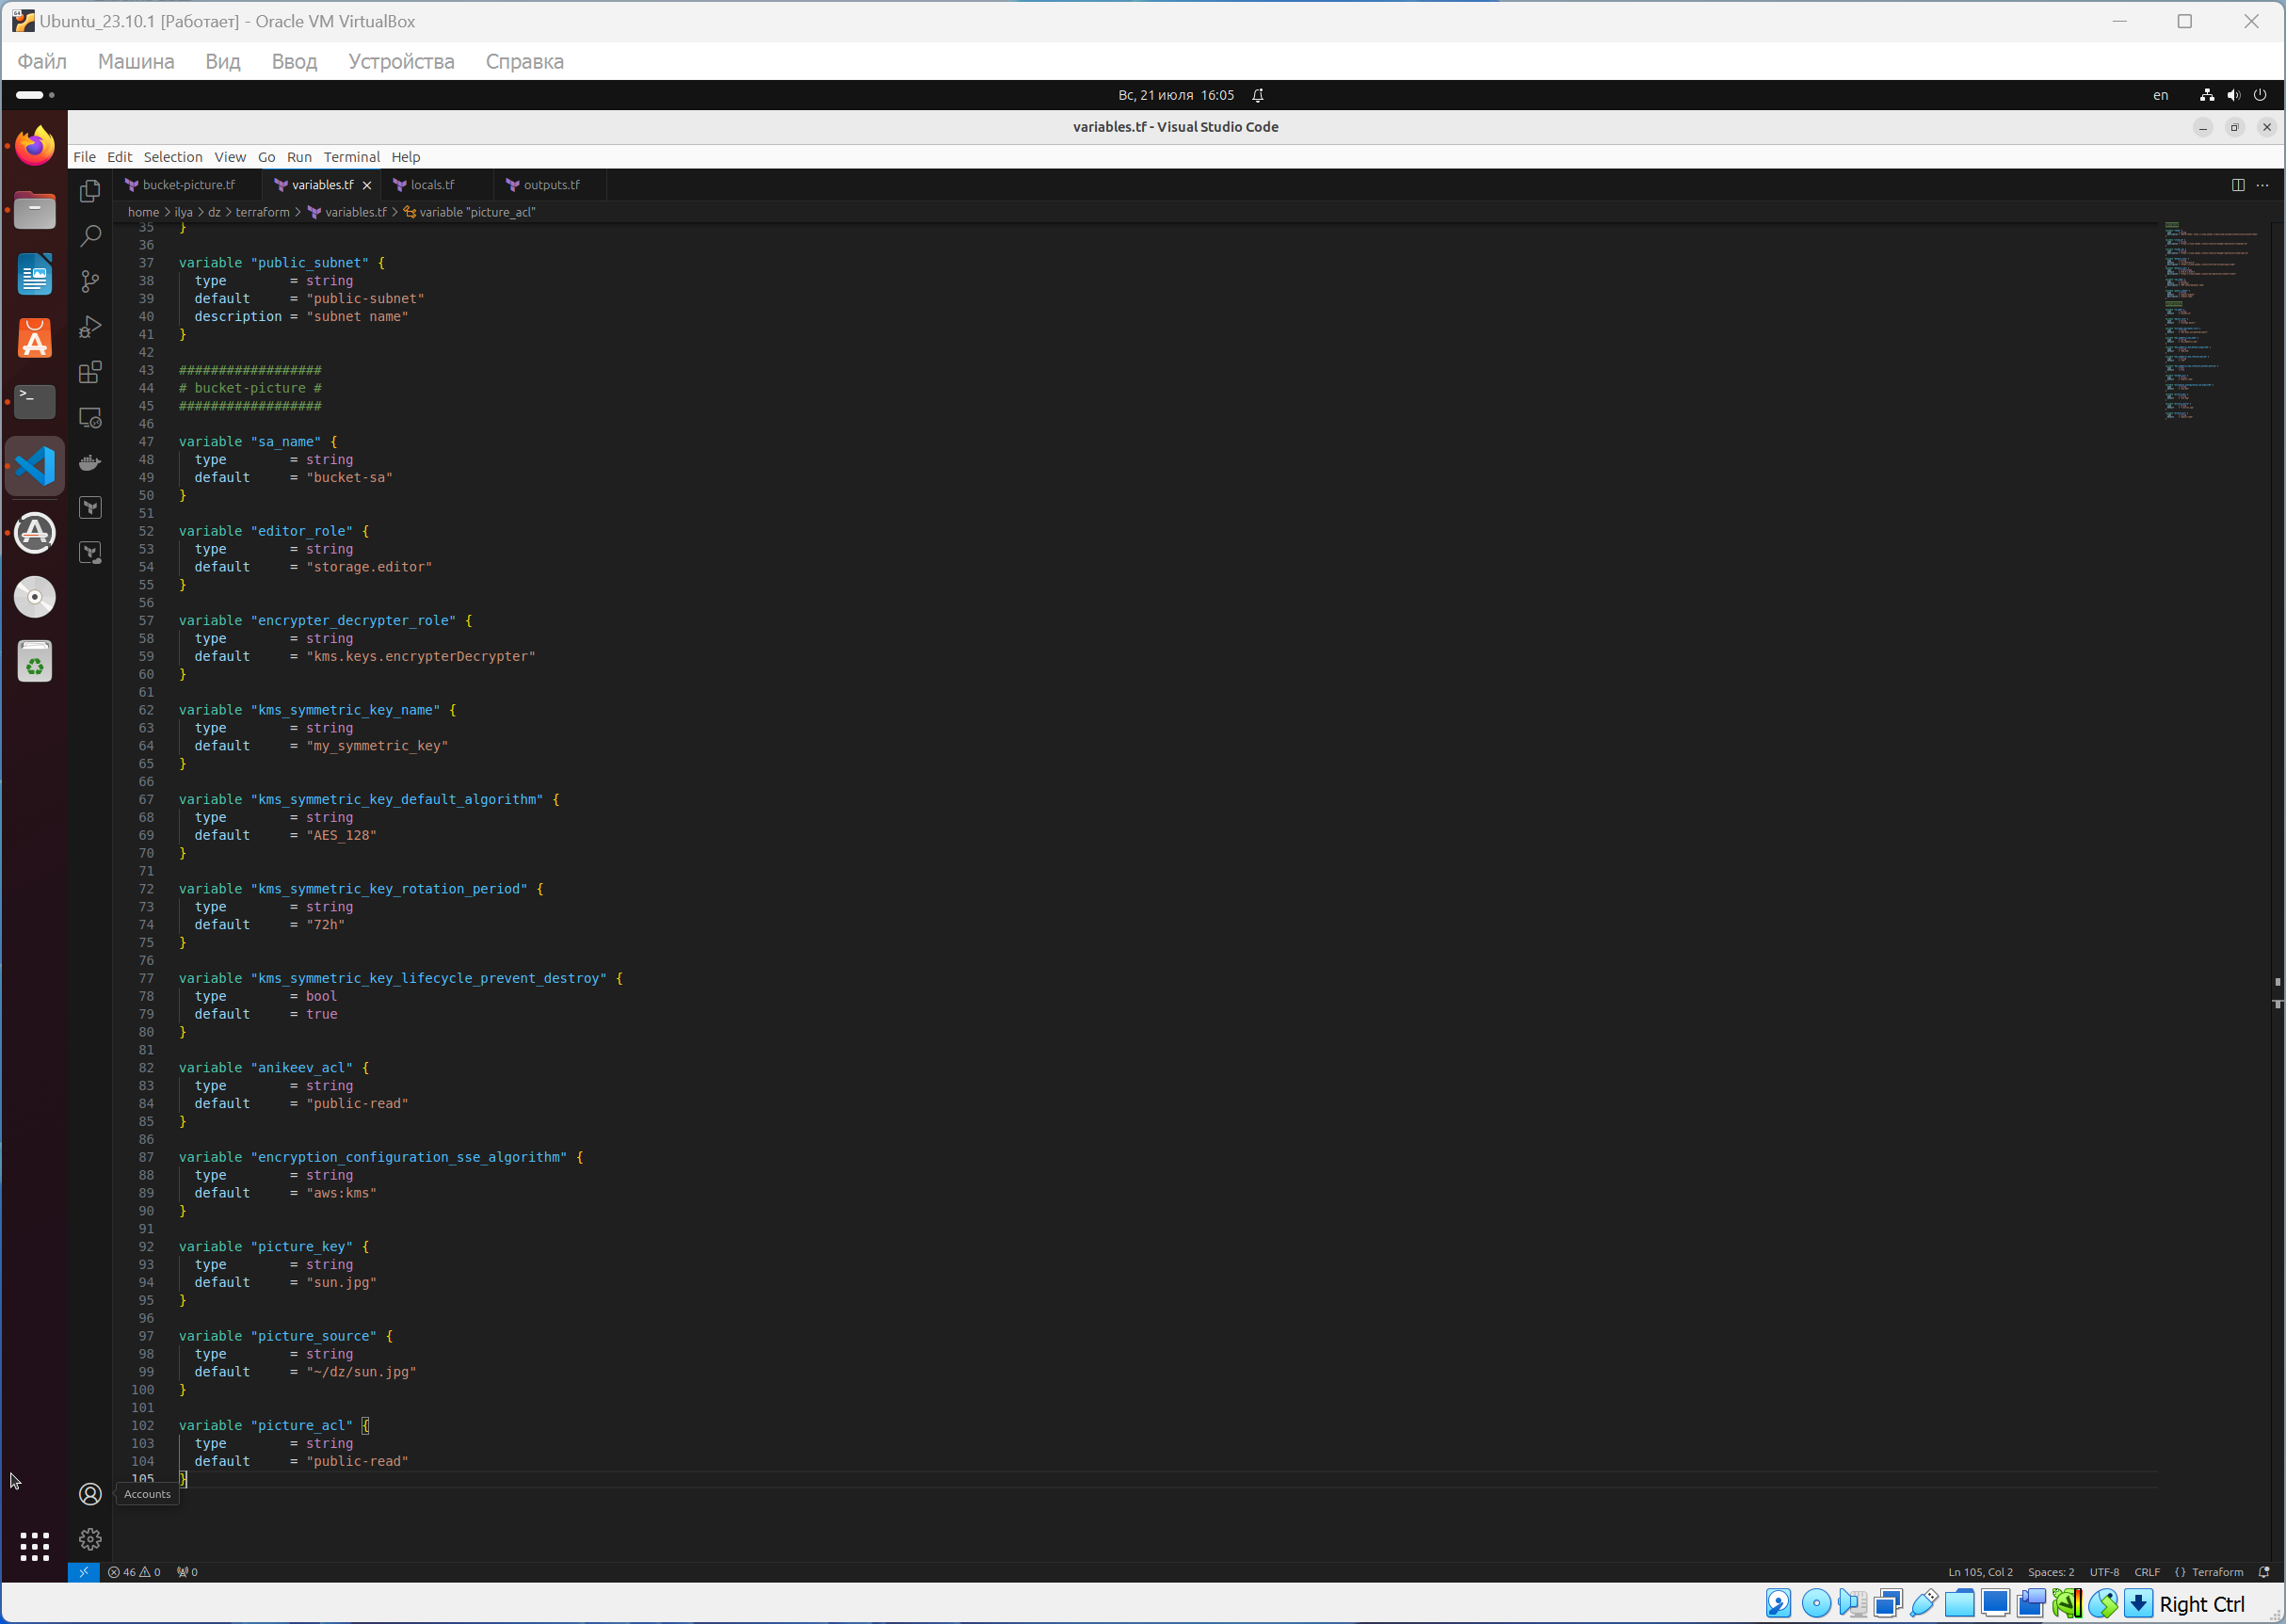 Ubuntu_23.10.1 [Работает] - Oracle VM VirtualBox
Файл Машина Вид Ввод Устройства Справка
Вс, 21 июля 16:05
en
variables.tf - Visual Studio Code
File Edit Selection View Go Run Terminal Help
bucket-picture.tf variables.tf locals.tf outputs.tf
home > ilya > dz > terraform > variables.tf > variable "picture_acl"
35 }
36
37 variable "public_subnet" {
38 type = string
39 default = "public-subnet"
40 description = "subnet name"
41 }
42
43 ##################
44 # bucket-picture #
45 ##################
46
47 variable "sa_name" {
48 type = string
49 default = "bucket-sa"
50 }
51
52 variable "editor_role" {
53 type = string
54 default = "storage.editor"
55 }
56
57 variable "encrypter_decrypter_role" {
58 type = string
59 default = "kms.keys.encrypterDecrypter"
60 }
61
62 variable "kms_symmetric_key_name" {
63 type = string
64 default = "my_symmetric_key"
65 }
66
67 variable "kms_symmetric_key_default_algorithm" {
68 type = string
69 default = "AES_128"
70 }
71
72 variable "kms_symmetric_key_rotation_period" {
73 type = string
74 default = "72h"
75 }
76
77 variable "kms_symmetric_key_lifecycle_prevent_destroy" {
78 type = bool
79 default = true
80 }
81
82 variable "anikeev_acl" {
83 type = string
84 default = "public-read"
85 }
86
87 variable "encryption_configuration_sse_algorithm" {
88 type = string
89 default = "aws:kms"
90 }
91
92 variable "picture_key" {
93 type = string
94 default = "sun.jpg"
95 }
96
97 variable "picture_source" {
98 type = string
99 default = "~/dz/sun.jpg"
100 }
101
102 variable "picture_acl" {
103 type = string
104 default = "public-read"
105 }
Accounts
46 0 0
Ln 105, Col 2 Spaces: 2 UTF-8 CRLF {} Terraform
Right Ctrl